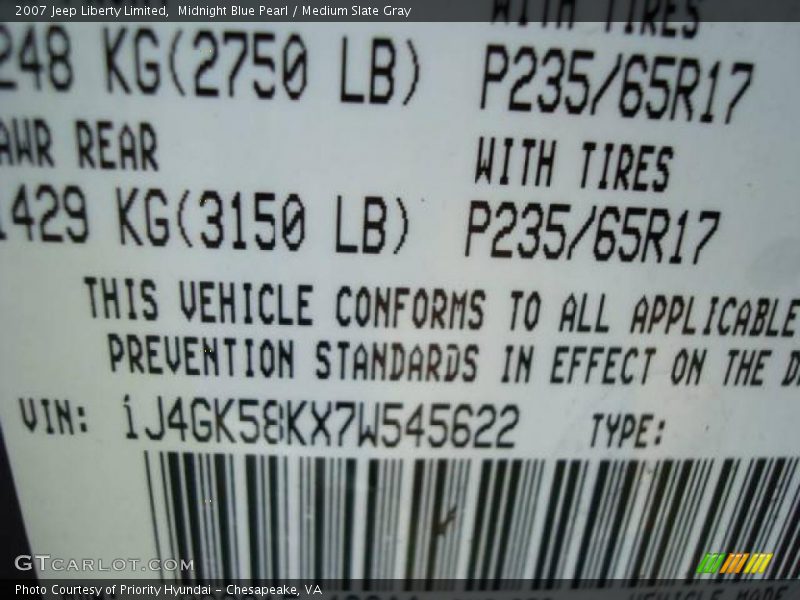 2007 Jeep Liberty Limited, Midnight Blue Pearl / Medium Slate Gray
WITH TIRES
248 KG(2750 LB) P235/65R17
AWR REAR WITH TIRES
1429 KG(3150 LB) P235/65R17
THIS VEHICLE CONFORMS TO ALL APPLICABLE
PREVENTION STANDARDS IN EFFECT ON THE D
VIN: 1J4GK58KX7W545622 TYPE:
GTCARLOT.COM
Photo Courtesy of Priority Hyundai - Chesapeake, VA